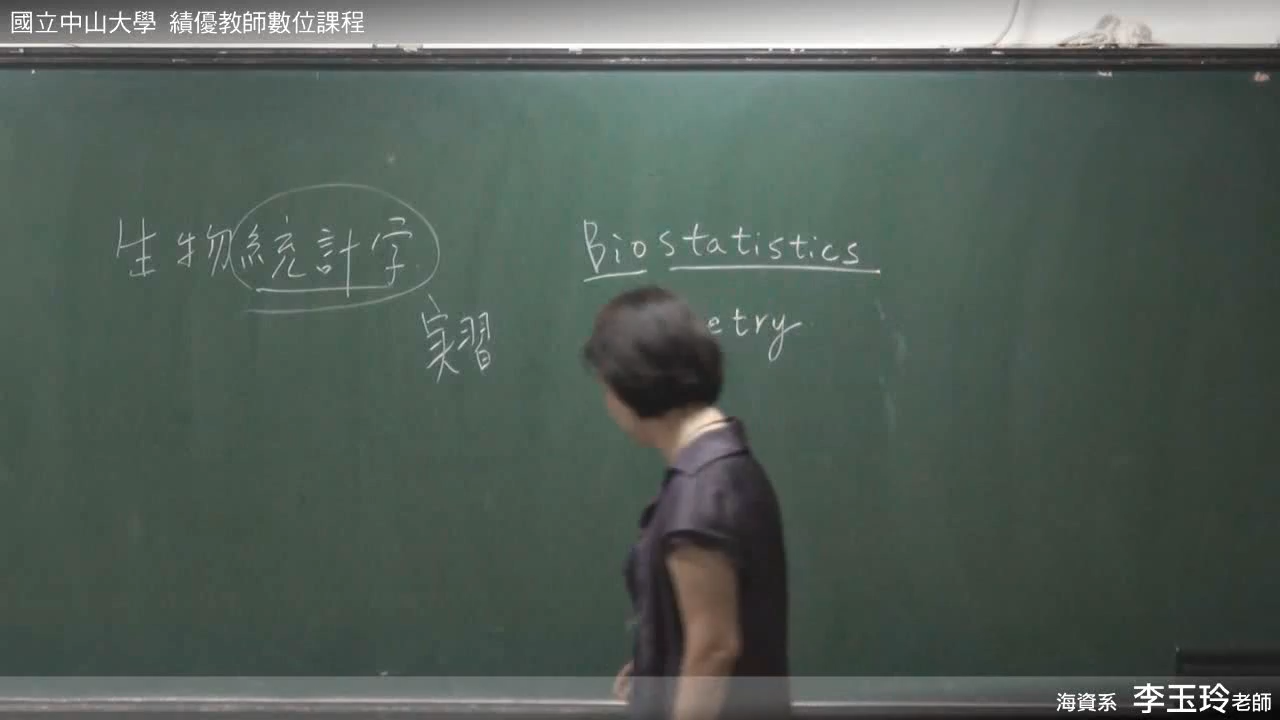 國立中山大學 績優教師數位課程
生物統計字
Biostatistics
实習
etry
海資系 李玉玲老師